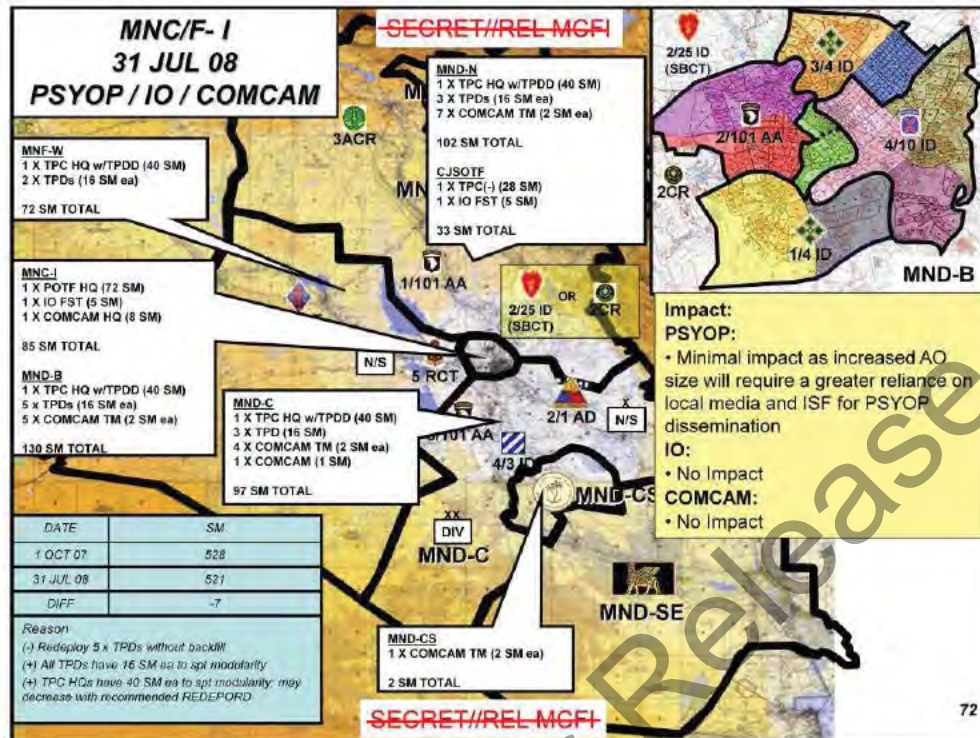 MNC/F- I
31 JUL 08
PSYOP / IO / COMCAM
SECRET//REL MCFI
MNF-W
1 X TPC HQ w/TPDD (40 SM)
2 X TPDs (16 SM ea)
72 SM TOTAL
MNC-I
1 X POTF HQ (72 SM)
1 X IO FST (5 SM)
1 X COMCAM HQ (8 SM)
85 SM TOTAL
MND-B
1 X TPC HQ w/TPDD (40 SM)
5 x TPDs (16 SM ea)
5 X COMCAM TM (2 SM ea)
130 SM TOTAL
MND-N
1 X TPC HQ w/TPDD (40 SM)
3 X TPDs (16 SM ea)
7 X COMCAM TM (2 SM ea)
102 SM TOTAL
CJSOTF
1 X TPC(-) (28 SM)
1 X IO FST (5 SM)
33 SM TOTAL
3ACR
1/101 AA
2/25 ID
(SBCT)
OR
2CR
N/S
5 RCT
MND-C
1 X TPC HQ w/TPDD (40 SM)
3 X TPD (16 SM)
4 X COMCAM TM (2 SM ea)
1 X COMCAM (1 SM)
97 SM TOTAL
/101 AA
2/1 AD
X
N/S
4/3 ID
MND-CS
XX
DIV
MND-C
MND-SE
MND-CS
1 X COMCAM TM (2 SM ea)
2 SM TOTAL
2/25 ID
(SBCT)
3/4 ID
2/101 AA
4/10 ID
2CR
1/4 ID
MND-B
Impact:
PSYOP:
• Minimal impact as increased AO
size will require a greater reliance on
local media and ISF for PSYOP
dissemination
IO:
• No Impact
COMCAM:
• No Impact
DATE SM
1 OCT 07 528
31 JUL 08 521
DIFF -7
Reason
(-) Redeploy 5 x TPDs without backfill
(+) All TPDs have 16 SM ea to spt modularity
(+) TPC HQs have 40 SM ea to spt modularity; may
decrease with recommended REDEPORD
SECRET//REL MCFI
72
Release